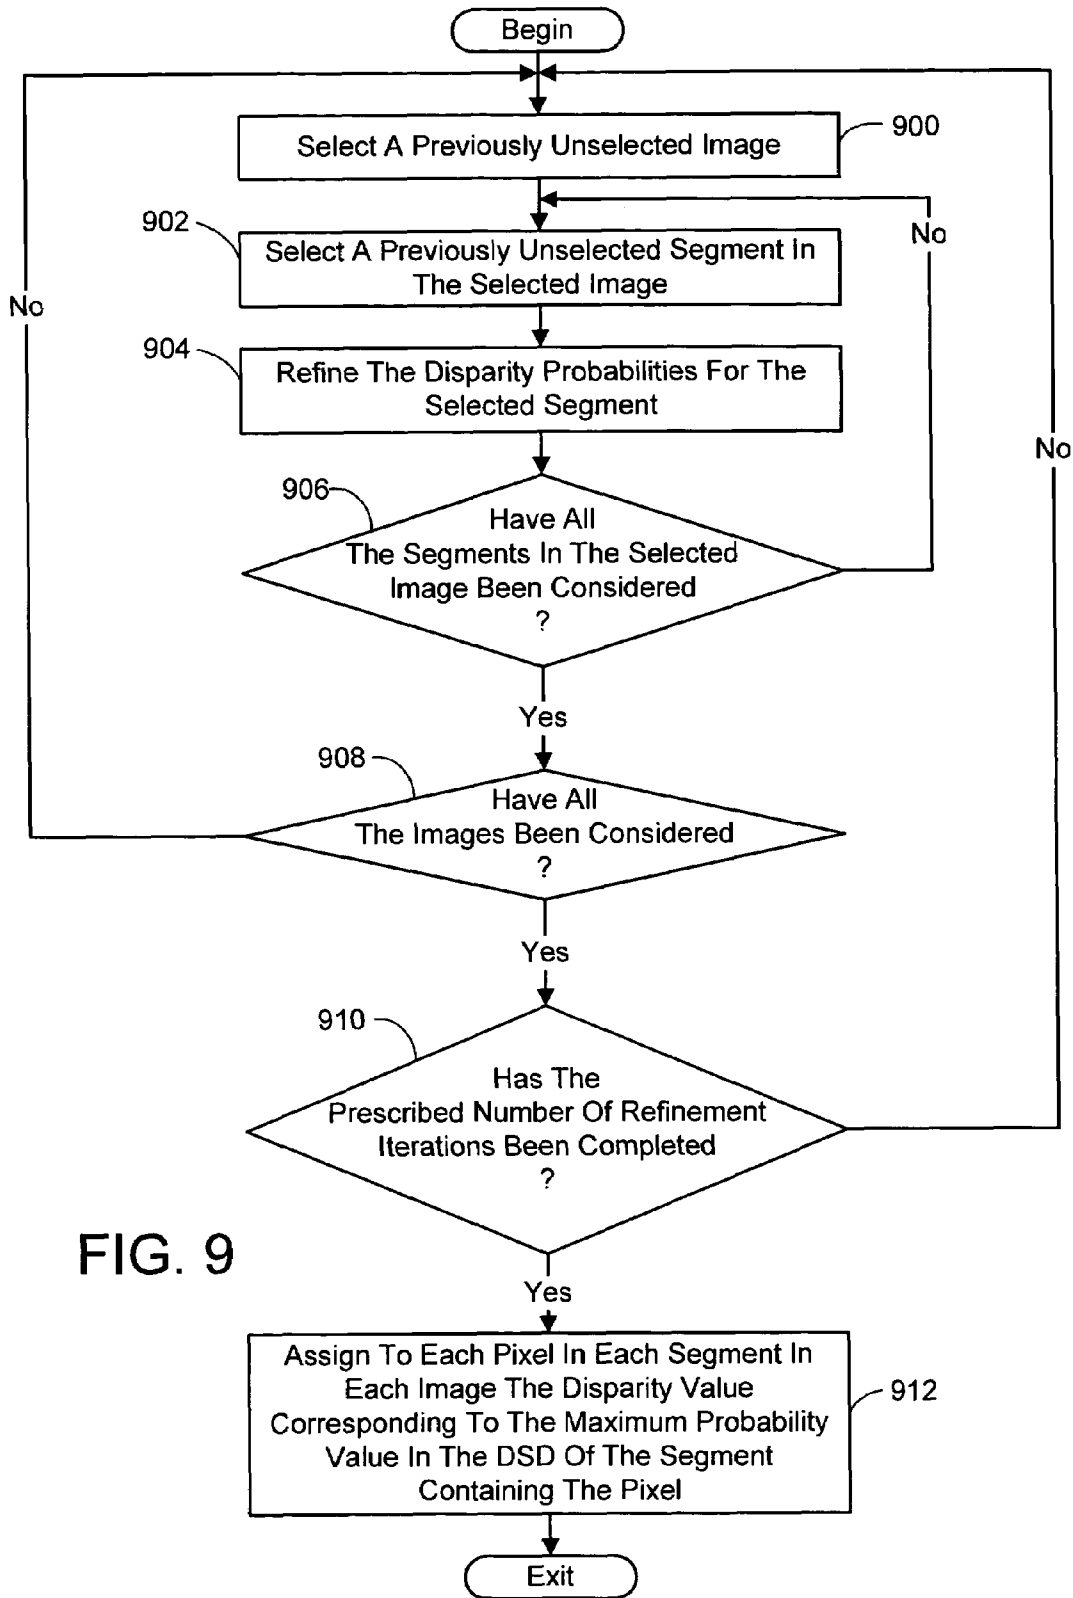 Begin
Select A Previously Unselected Image
900
902
Select A Previously Unselected Segment In
The Selected Image
No
No
904
Refine The Disparity Probabilities For The
Selected Segment
No
906
Have All
The Segments In The Selected
Image Been Considered
?
Yes
908
Have All
The Images Been Considered
?
Yes
910
Has The
Prescribed Number Of Refinement
Iterations Been Completed
?
FIG. 9
Yes
Assign To Each Pixel In Each Segment In
Each Image The Disparity Value
Corresponding To The Maximum Probability
Value In The DSD Of The Segment
Containing The Pixel
912
Exit